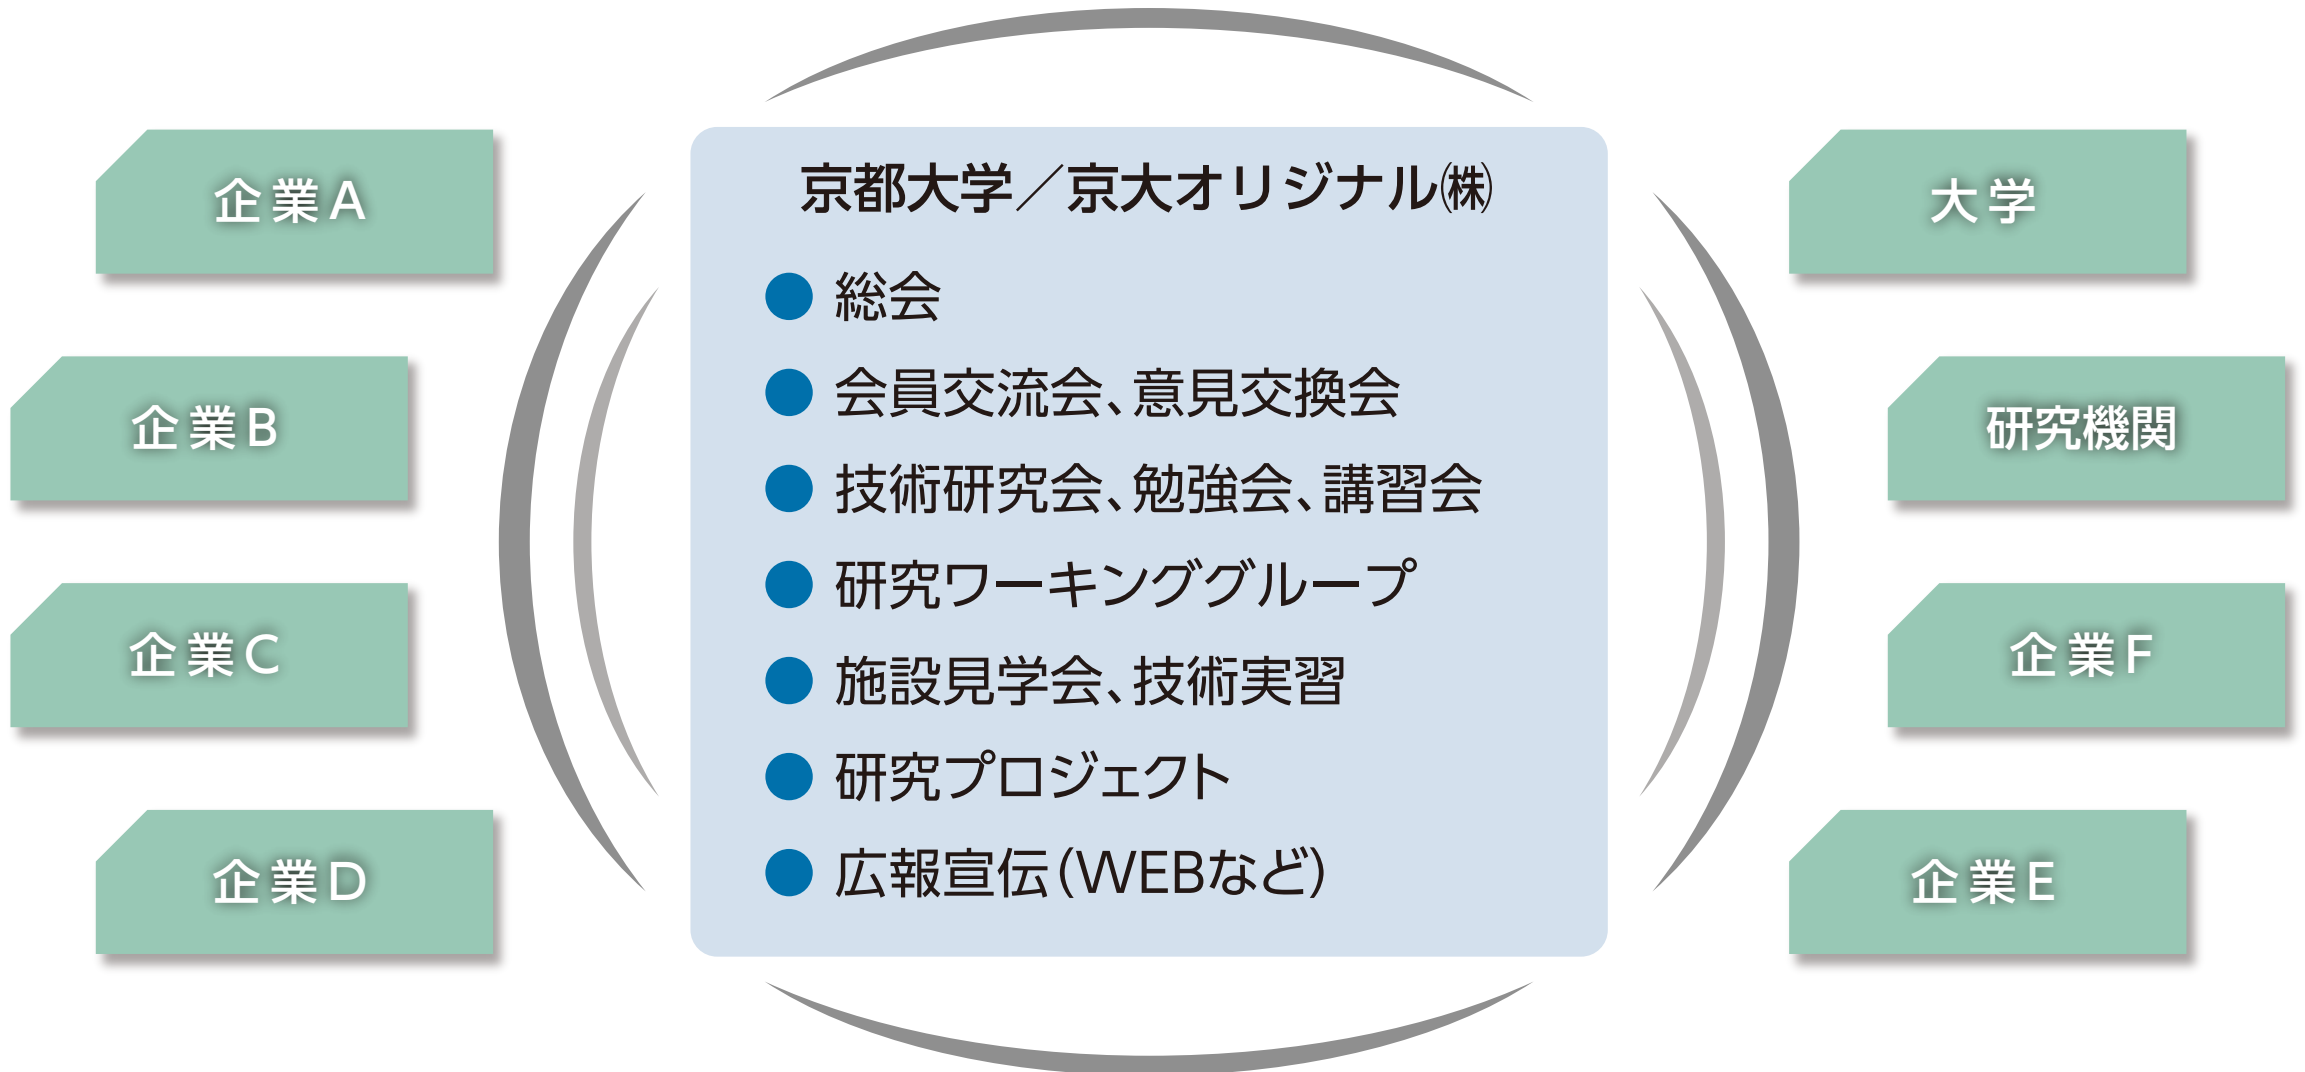 企業A
企業B
企業C
企業D
京都大学／京大オリジナル㈱
● 総会
● 会員交流会、意見交換会
● 技術研究会、勉強会、講習会
● 研究ワーキンググループ
● 施設見学会、技術実習
● 研究プロジェクト
● 広報宣伝（WEBなど）
大学
研究機関
企業F
企業E